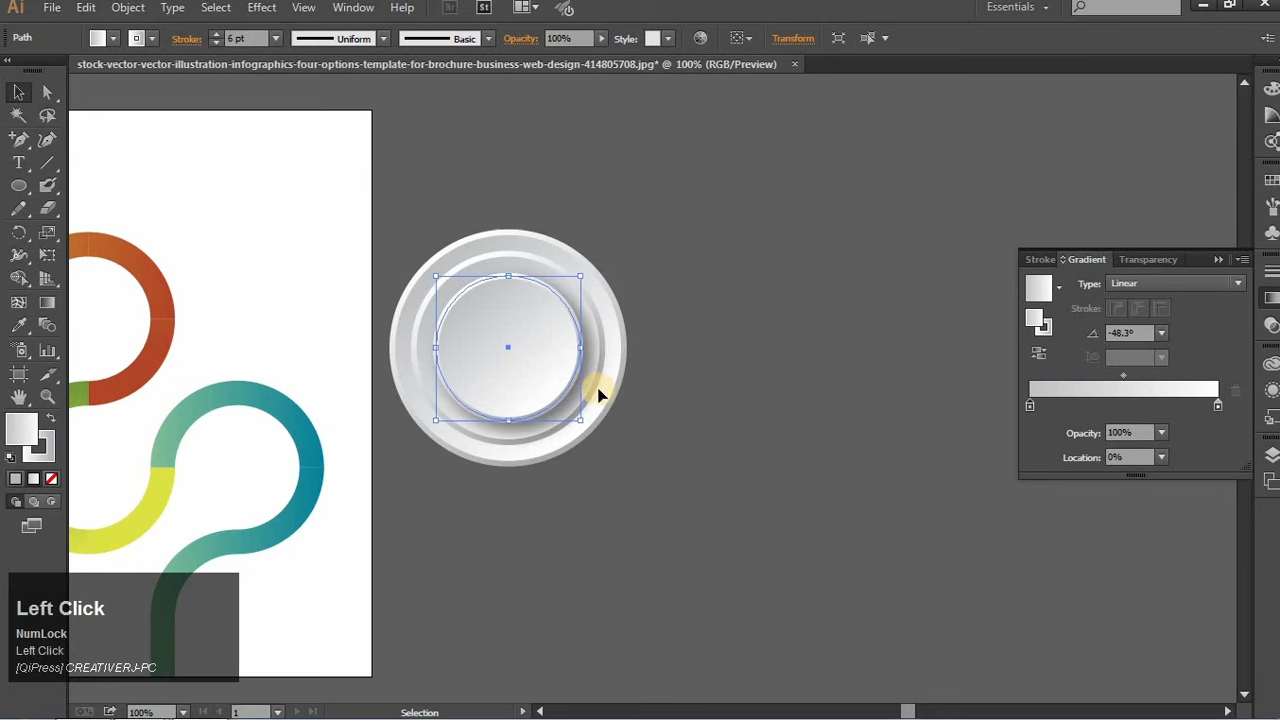 Ai File Edit Object Type Select Effect View Window Help Br St Essentials
Path Stroke: 6 pt Uniform Basic Opacity: 100% Style: Transform
stock-vector-vector-illustration-infographics-four-options-template-for-brochure-business-web-design-414805708.jpg* @ 100% (RGB/Preview) ×
Stroke Gradient Transparency
Type: Linear
Stroke:
-48.3°
Opacity: 100%
Location: 0%
T
Left Click
NumLock
Left Click
[QiPress] CREATIVERJ-PC
100% 1 Selection